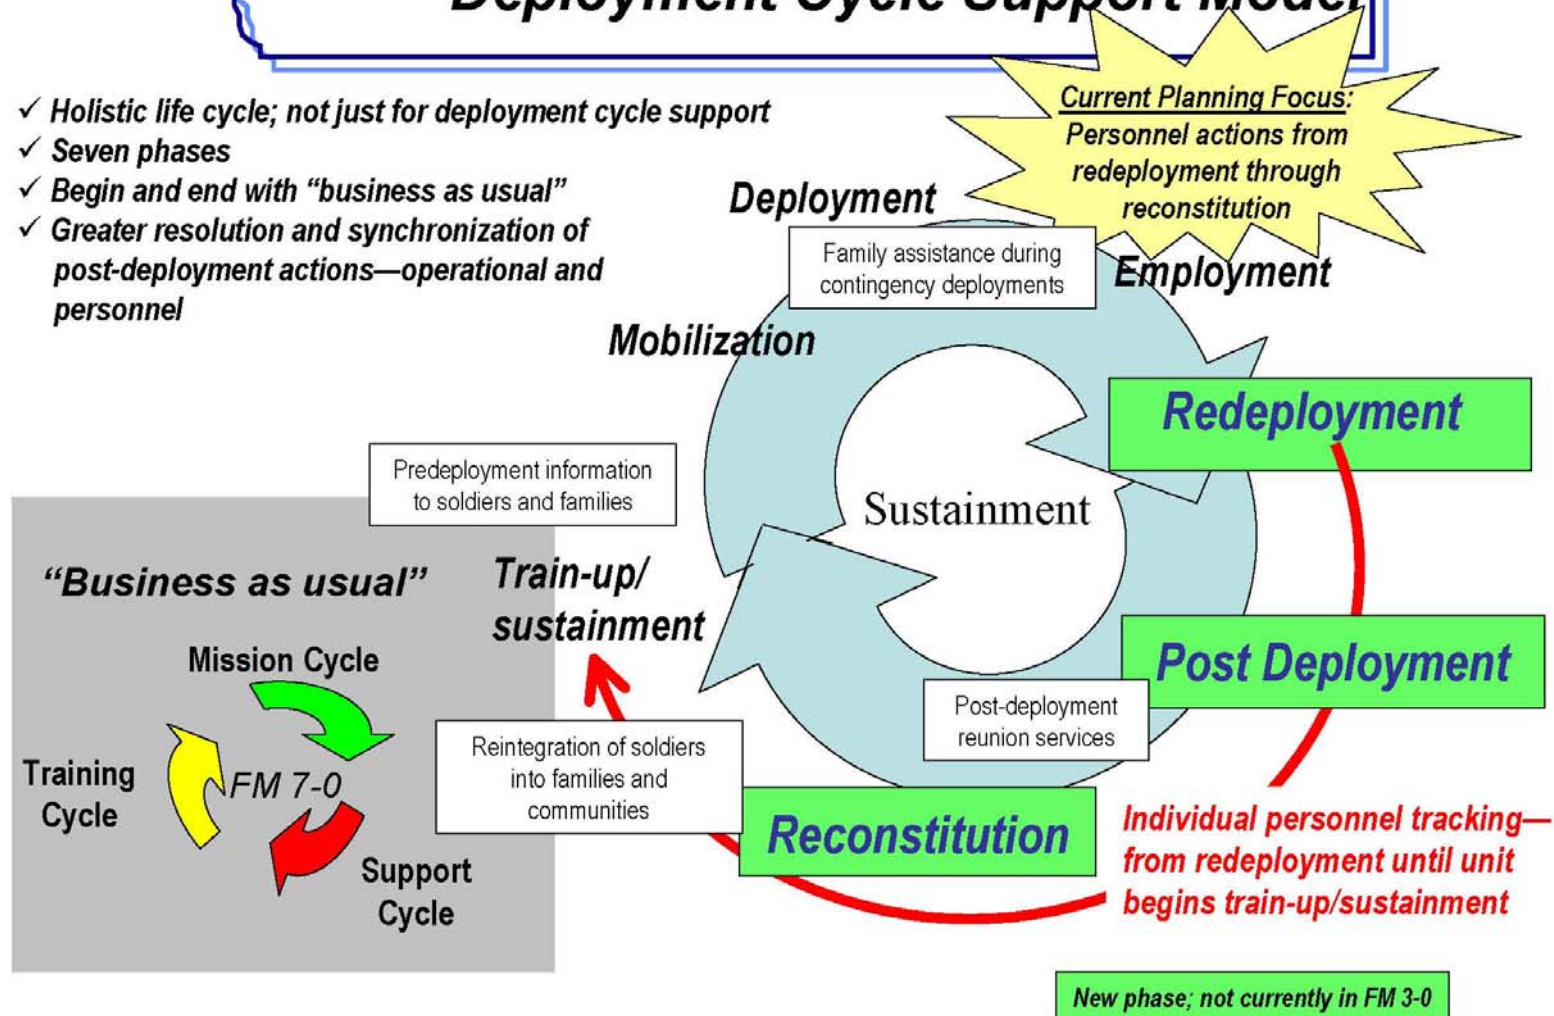 Deployment Cycle Support Model
✓ Holistic life cycle; not just for deployment cycle support
✓ Seven phases
✓ Begin and end with “business as usual”
✓ Greater resolution and synchronization of
post-deployment actions—operational and
personnel
Current Planning Focus:
Personnel actions from
redeployment through
reconstitution
Deployment
Family assistance during
contingency deployments
Employment
Mobilization
Redeployment
Predeployment information
to soldiers and families
Sustainment
“Business as usual”
Train-up/
sustainment
Mission Cycle
Post Deployment
Post-deployment
reunion services
Reintegration of soldiers
into families and
communities
Training
Cycle
FM 7-0
Support
Cycle
Reconstitution
Individual personnel tracking—
from redeployment until unit
begins train-up/sustainment
New phase; not currently in FM 3-0